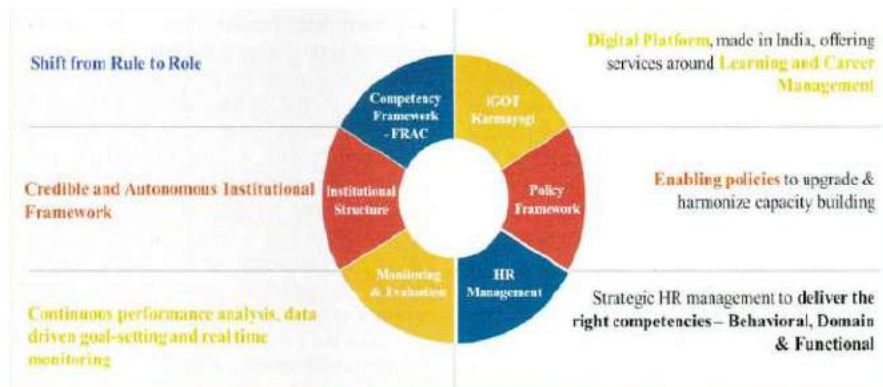 Shift from Rule to Role
Credible and Autonomous Institutional
Framework
Continuous performance analysis, data
driven goal-setting and real time
monitoring
Competency
Framework
- FRAC
iGOT
Karmayogi
Institutional
Structure
Policy
Framework
Monitoring
& Evaluation
HR
Management
Digital Platform, made in India, offering
services around Learning and Career
Management
Enabling policies to upgrade &
harmonize capacity building
Strategic HR management to deliver the
right competencies – Behavioral, Domain
& Functional